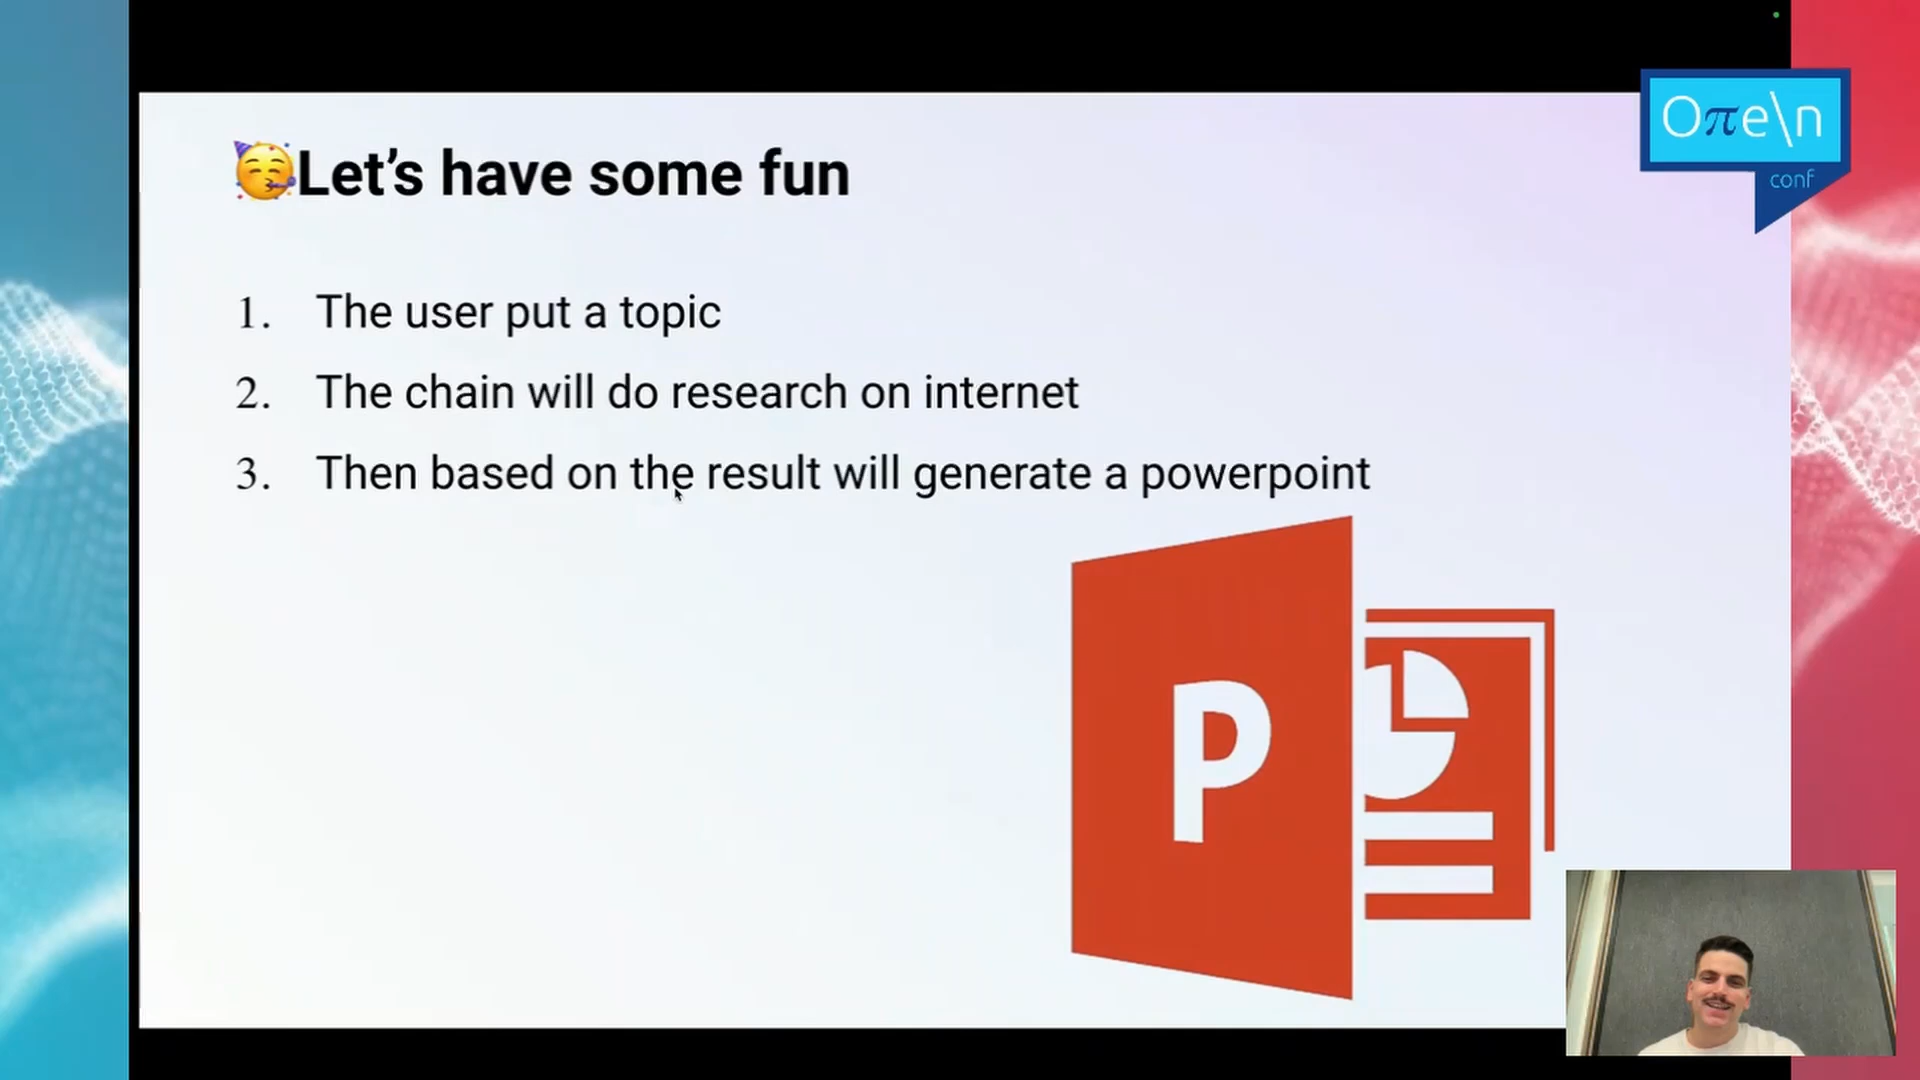 Oπe\n
conf
🥳Let’s have some fun
1. The user put a topic
2. The chain will do research on internet
3. Then based on the result will generate a powerpoint
P